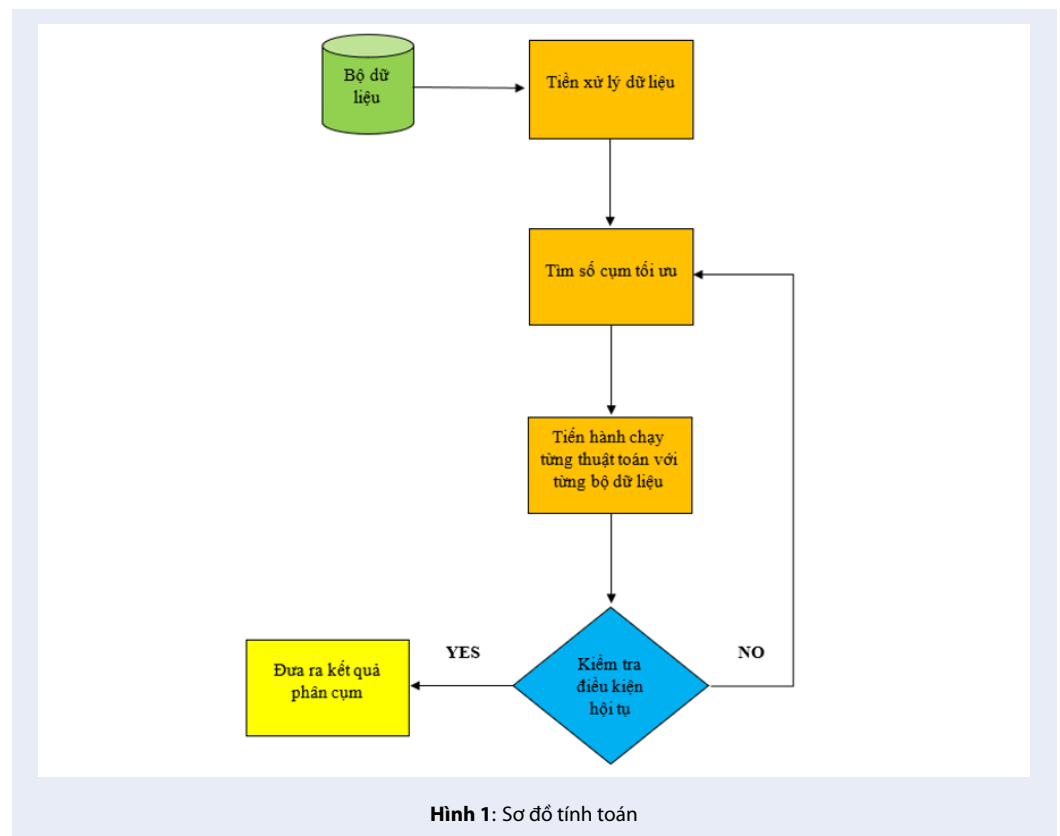 Bộ dữ
liệu
Tiền xử lý dữ liệu
Tìm số cụm tối ưu
Tiến hành chạy
từng thuật toán với
từng bộ dữ liệu
YES
NO
Kiểm tra
điều kiện
hội tụ
Đưa ra kết quả
phân cụm
Hình 1: Sơ đồ tính toán